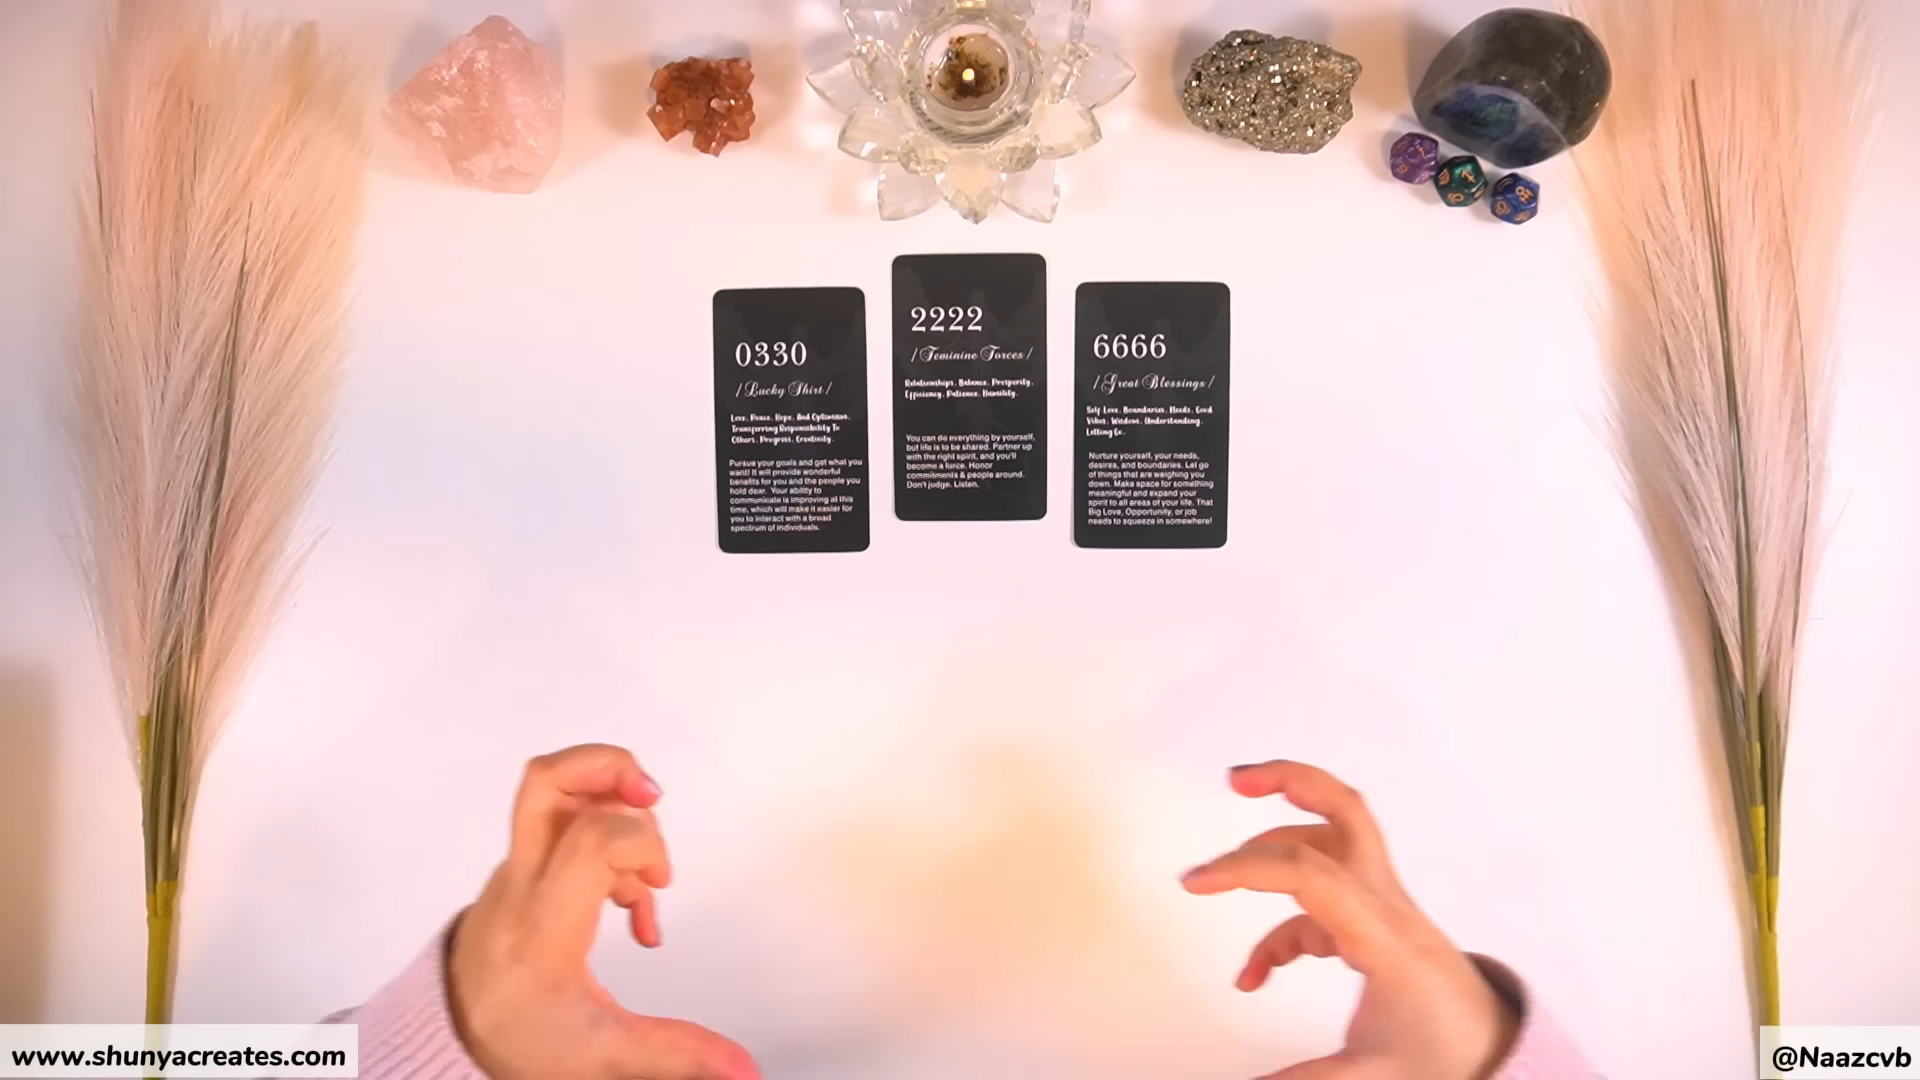 0330
/Lucky Shirt/
Love, Peace, Hope, And Optimism,
Transferring Responsibility To
Others, Progress, Creativity.
Pursue your goals and get what you
want! It will provide wonderful
benefits for you and the people you
hold dear. Your ability to
communicate is improving at this
time, which will make it easier for
you to interact with a broad
spectrum of individuals.
2222
/Feminine Forces/
Relationships, Balance, Prosperity,
Efficiency, Patience, Humility.
You can do everything by yourself,
but life is to be shared. Partner up
with the right spirit, and you'll
become a force. Honor
commitments & people around.
Don't judge. Listen.
6666
/Great Blessings/
Self Love, Boundaries, Needs, Good
Vibes, Wisdom, Understanding,
Letting Go.
Nurture yourself, your needs,
desires, and boundaries. Let go
of things that are weighing you
down. Make space for something
meaningful and expand your
spirit to all areas of your life. That
Big Love, Opportunity, or job
needs to squeeze in somewhere!
www.shunyacreates.com
@Naazcvb